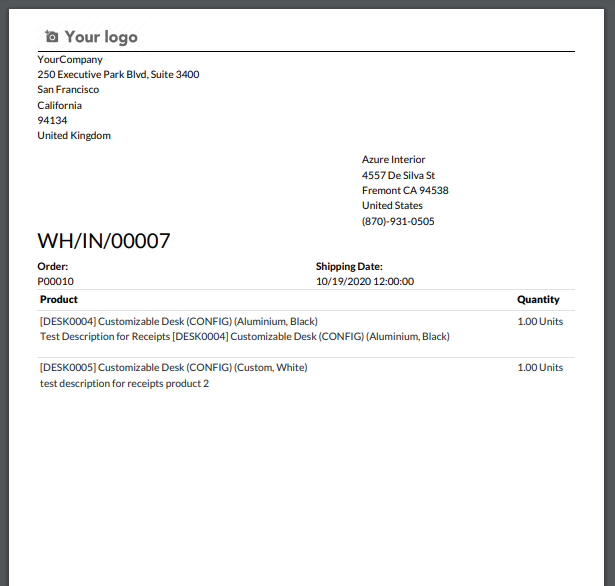 Your logo
YourCompany
250 Executive Park Blvd, Suite 3400
San Francisco
California
94134
United Kingdom
Azure Interior
4557 De Silva St
Fremont CA 94538
United States
(870)-931-0505
WH/IN/00007
Order: Shipping Date:
P00010 10/19/2020 12:00:00
Product Quantity
[DESK0004] Customizable Desk (CONFIG) (Aluminium, Black) 1.00 Units
Test Description for Receipts [DESK0004] Customizable Desk (CONFIG) (Aluminium, Black)
[DESK0005] Customizable Desk (CONFIG) (Custom, White) 1.00 Units
test description for receipts product 2